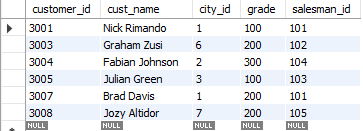 customer_id cust_name city_id grade salesman_id
3001 Nick Rimando 1 100 101
3003 Graham Zusi 6 200 102
3004 Fabian Johnson 2 300 104
3005 Julian Green 3 100 103
3007 Brad Davis 1 200 101
3008 Jozy Altidor 7 200 105
NULL NULL NULL NULL NULL